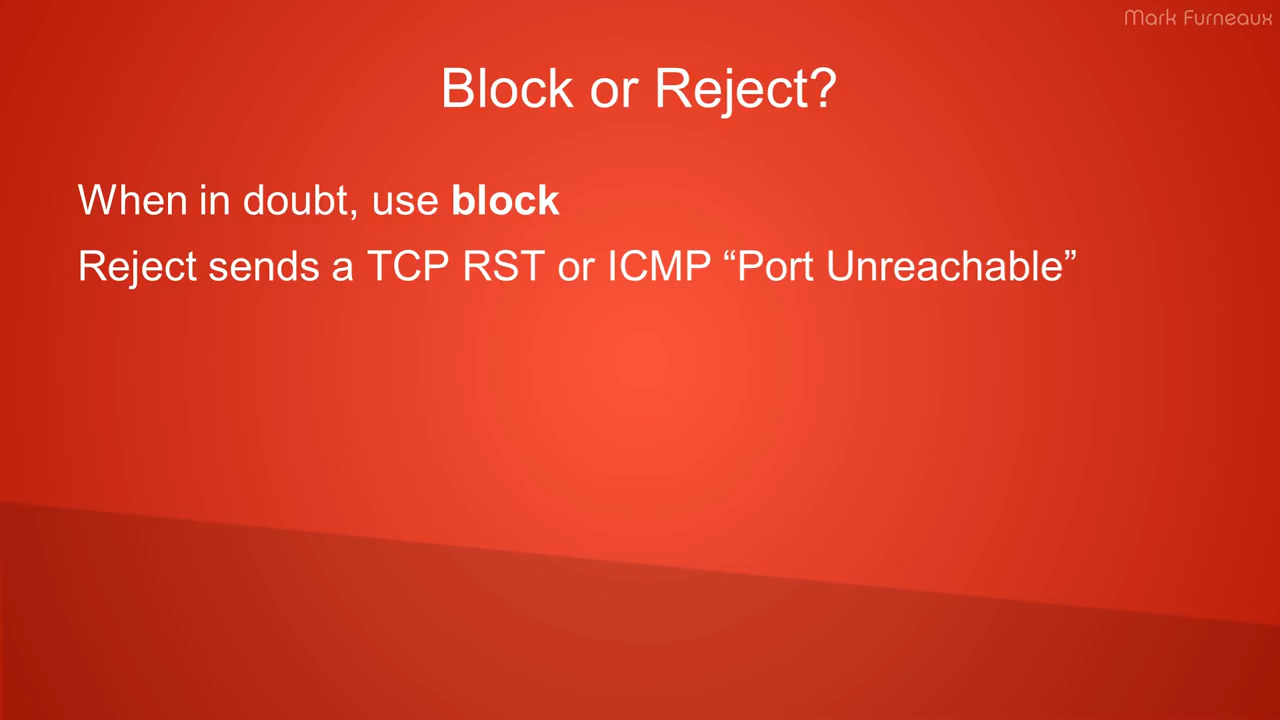 Mark Furneaux
Block or Reject?
When in doubt, use block
Reject sends a TCP RST or ICMP “Port Unreachable”